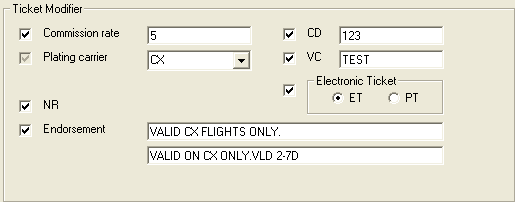 Ticket Modifier
Commission rate 5 CD 123
Plating carrier CX VC TEST
Electronic Ticket
ET PT
NR
Endorsement VALID CX FLIGHTS ONLY.
VALID ON CX ONLY.VLD 2-7D